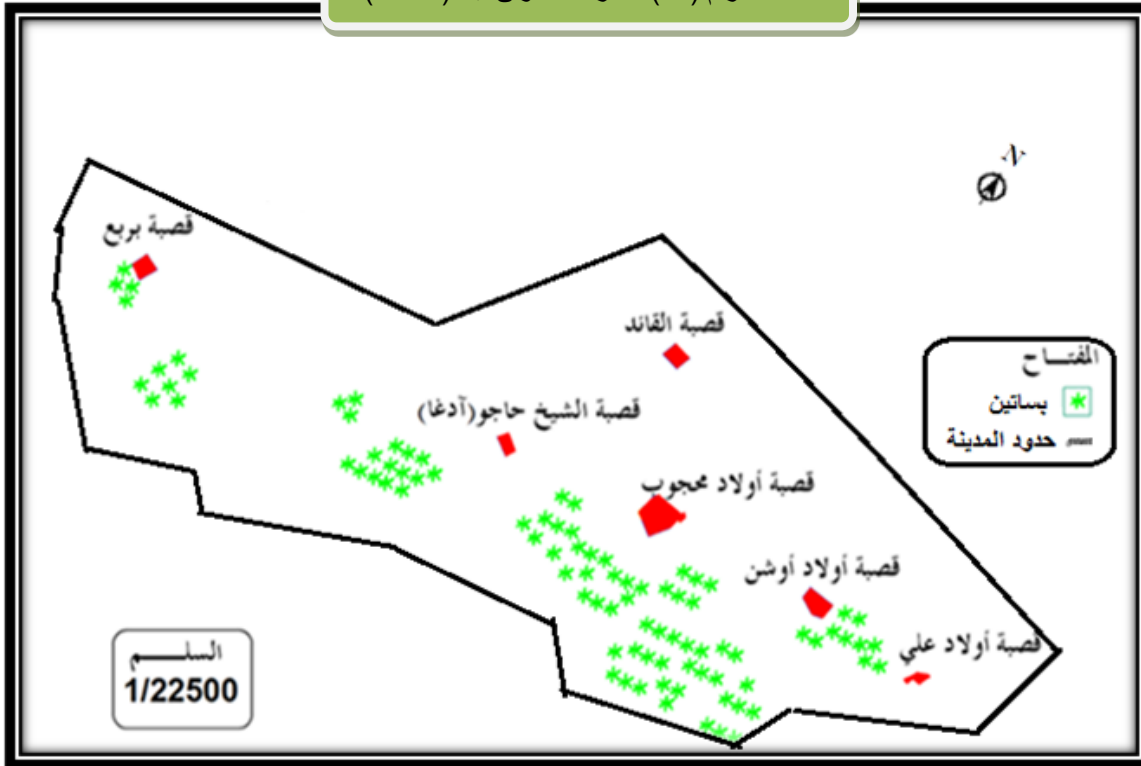 N
قصبة بربع
قصبة القائد
المفتـــاح
بساتين
حدود المدينة
قصبة الشيخ حاجو(آدغا)
قصبة أولاد محجوب
قصبة أولاد أوشن
قصبة أولاد علي
السلـــــم
1/22500